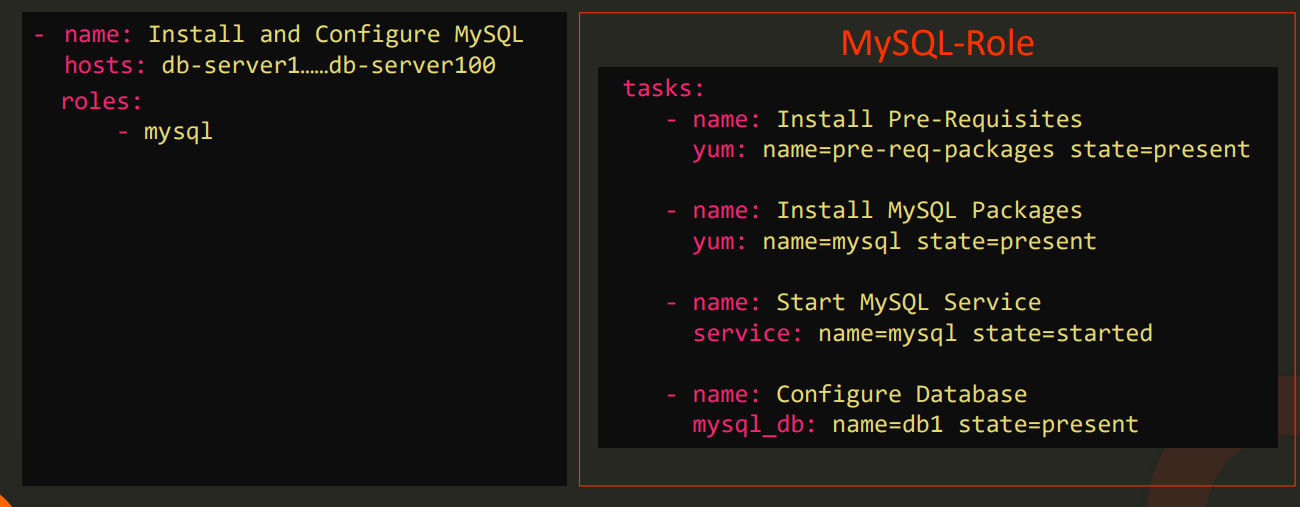 - name: Install and Configure MySQL
hosts: db-server1……db-server100
roles:
- mysql
MySQL-Role
tasks:
- name: Install Pre-Requisites
yum: name=pre-req-packages state=present
- name: Install MySQL Packages
yum: name=mysql state=present
- name: Start MySQL Service
service: name=mysql state=started
- name: Configure Database
mysql_db: name=db1 state=present